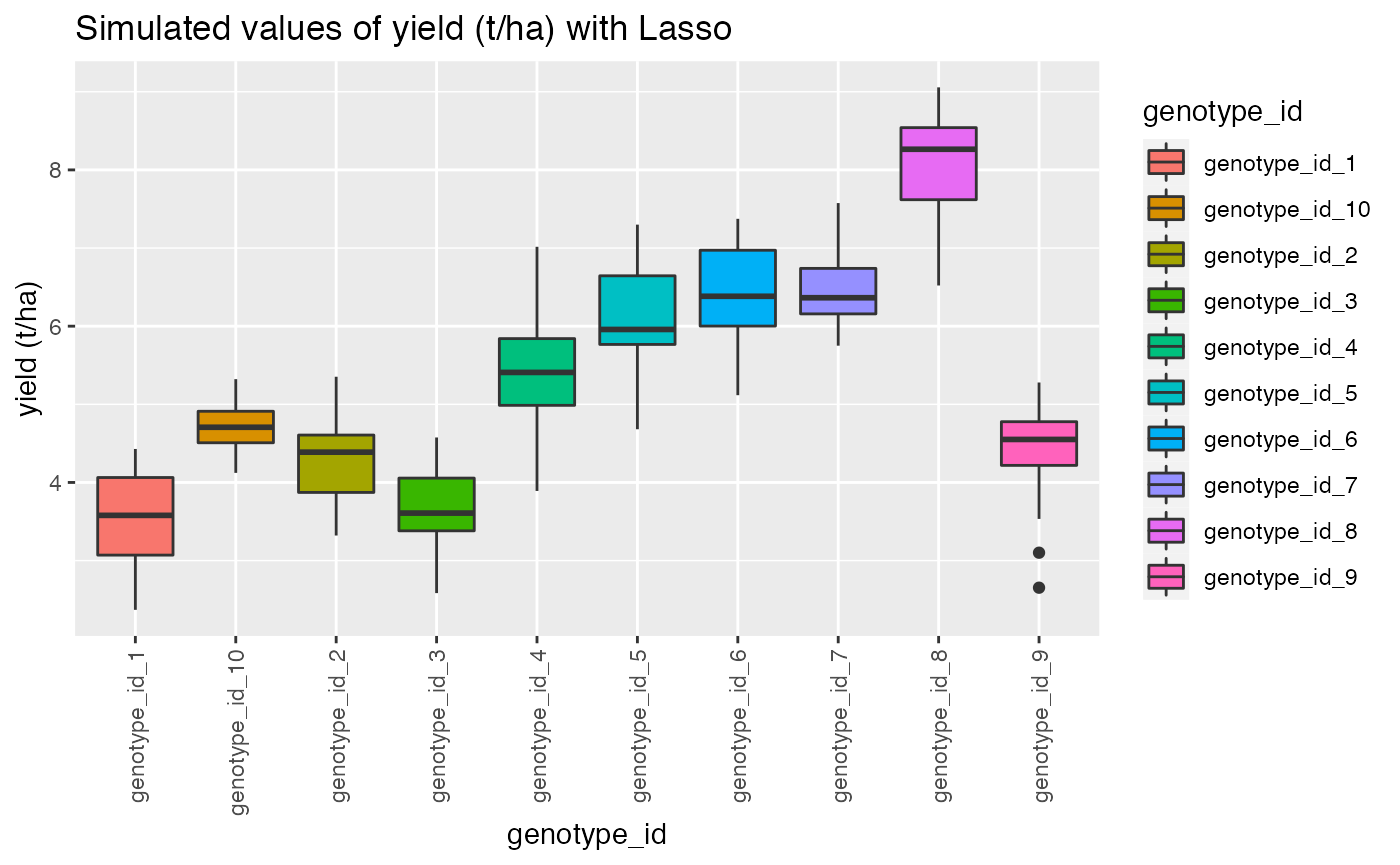 Simulated values of yield (t/ha) with Lasso
yield (t/ha)
8
6
4
genotype_id_1
genotype_id_10
genotype_id_2
genotype_id_3
genotype_id_4
genotype_id_5
genotype_id_6
genotype_id_7
genotype_id_8
genotype_id_9
genotype_id
genotype_id
genotype_id_1
genotype_id_10
genotype_id_2
genotype_id_3
genotype_id_4
genotype_id_5
genotype_id_6
genotype_id_7
genotype_id_8
genotype_id_9